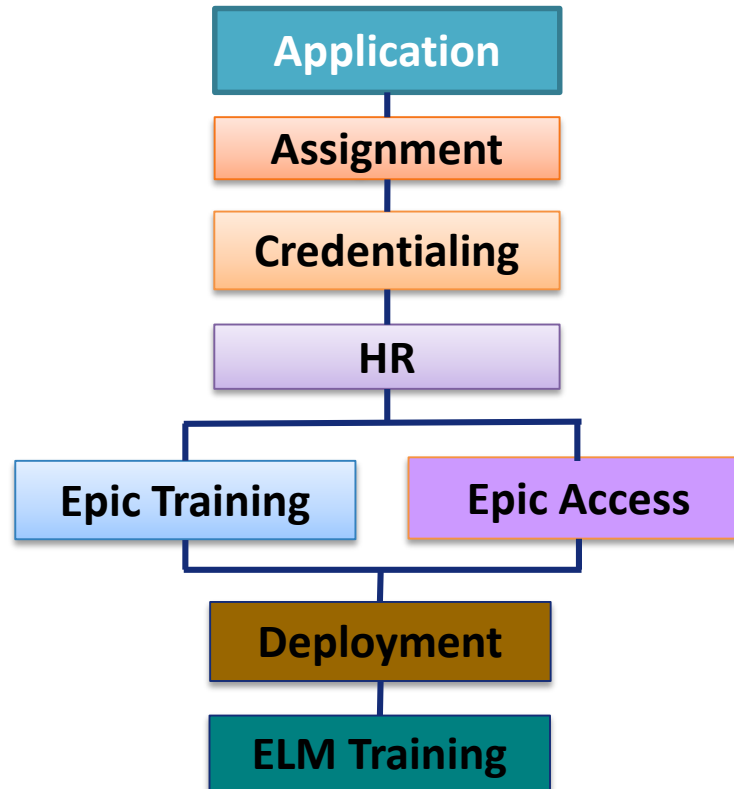 Application
Assignment
Credentialing
HR
Epic Training
Epic Access
Deployment
ELM Training